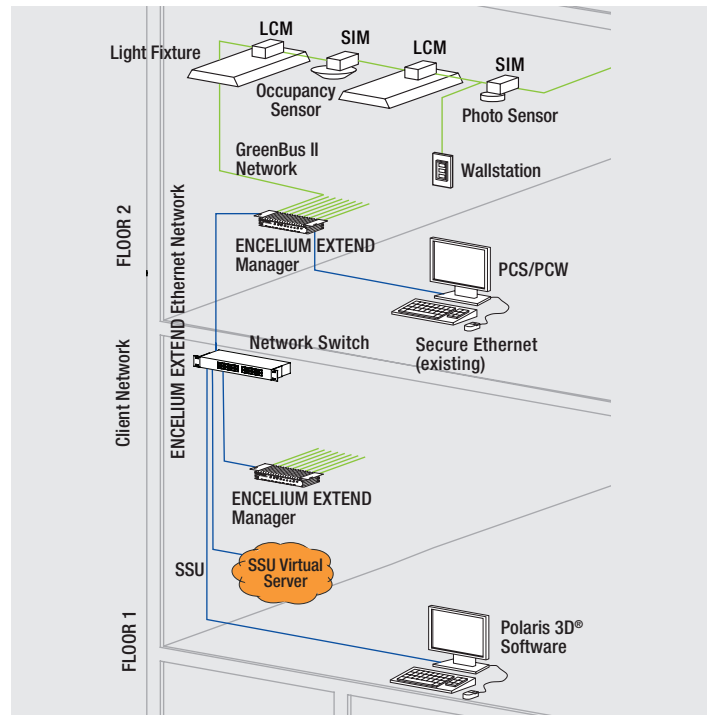 LCM
SIM
Light Fixture
LCM
SIM
Occupancy
Sensor
Photo Sensor
GreenBus II
Network
Wallstation
FLOOR 2
ENCELIUM EXTEND
Manager
PCS/PCW
ENCELIUM EXTEND Ethernet Network
Network Switch
Secure Ethernet
(existing)
Client Network
ENCELIUM EXTEND
Manager
SSU
SSU Virtual
Server
FLOOR 1
Polaris 3D®
Software